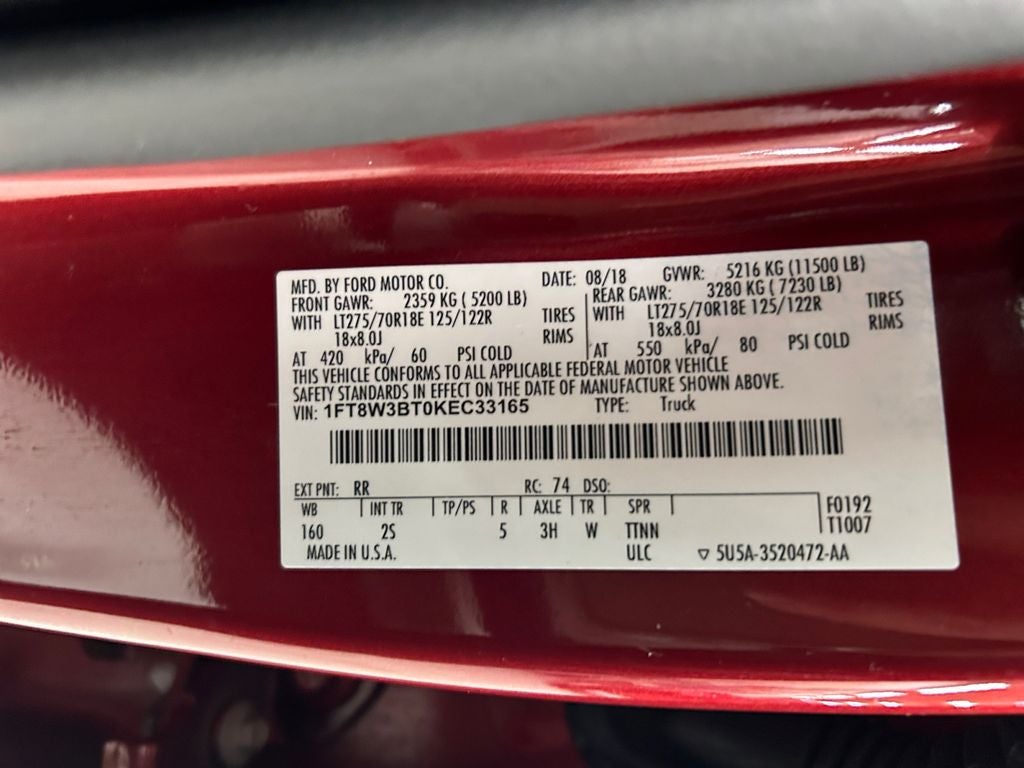 MFD. BY FORD MOTOR CO. DATE: 08/18 GVWR: 5216 KG (11500 LB)
FRONT GAWR: 2359 KG ( 5200 LB) REAR GAWR: 3280 KG ( 7230 LB)
WITH LT275/70R18E 125/122R TIRES WITH LT275/70R18E 125/122R TIRES
18x8.0J RIMS 18x8.0J RIMS
AT 420 kPa/ 60 PSI COLD AT 550 kPa/ 80 PSI COLD
THIS VEHICLE CONFORMS TO ALL APPLICABLE FEDERAL MOTOR VEHICLE
SAFETY STANDARDS IN EFFECT ON THE DATE OF MANUFACTURE SHOWN ABOVE.
VIN: 1FT8W3BT0KEC33165 TYPE: Truck
EXT PNT: RR RC: 74 DSO:
WB INT TR TP/PS R AXLE TR SPR F0192
160 2S 5 3H W TTNN T1007
MADE IN U.S.A. ULC ▽ 5U5A-3520472-AA